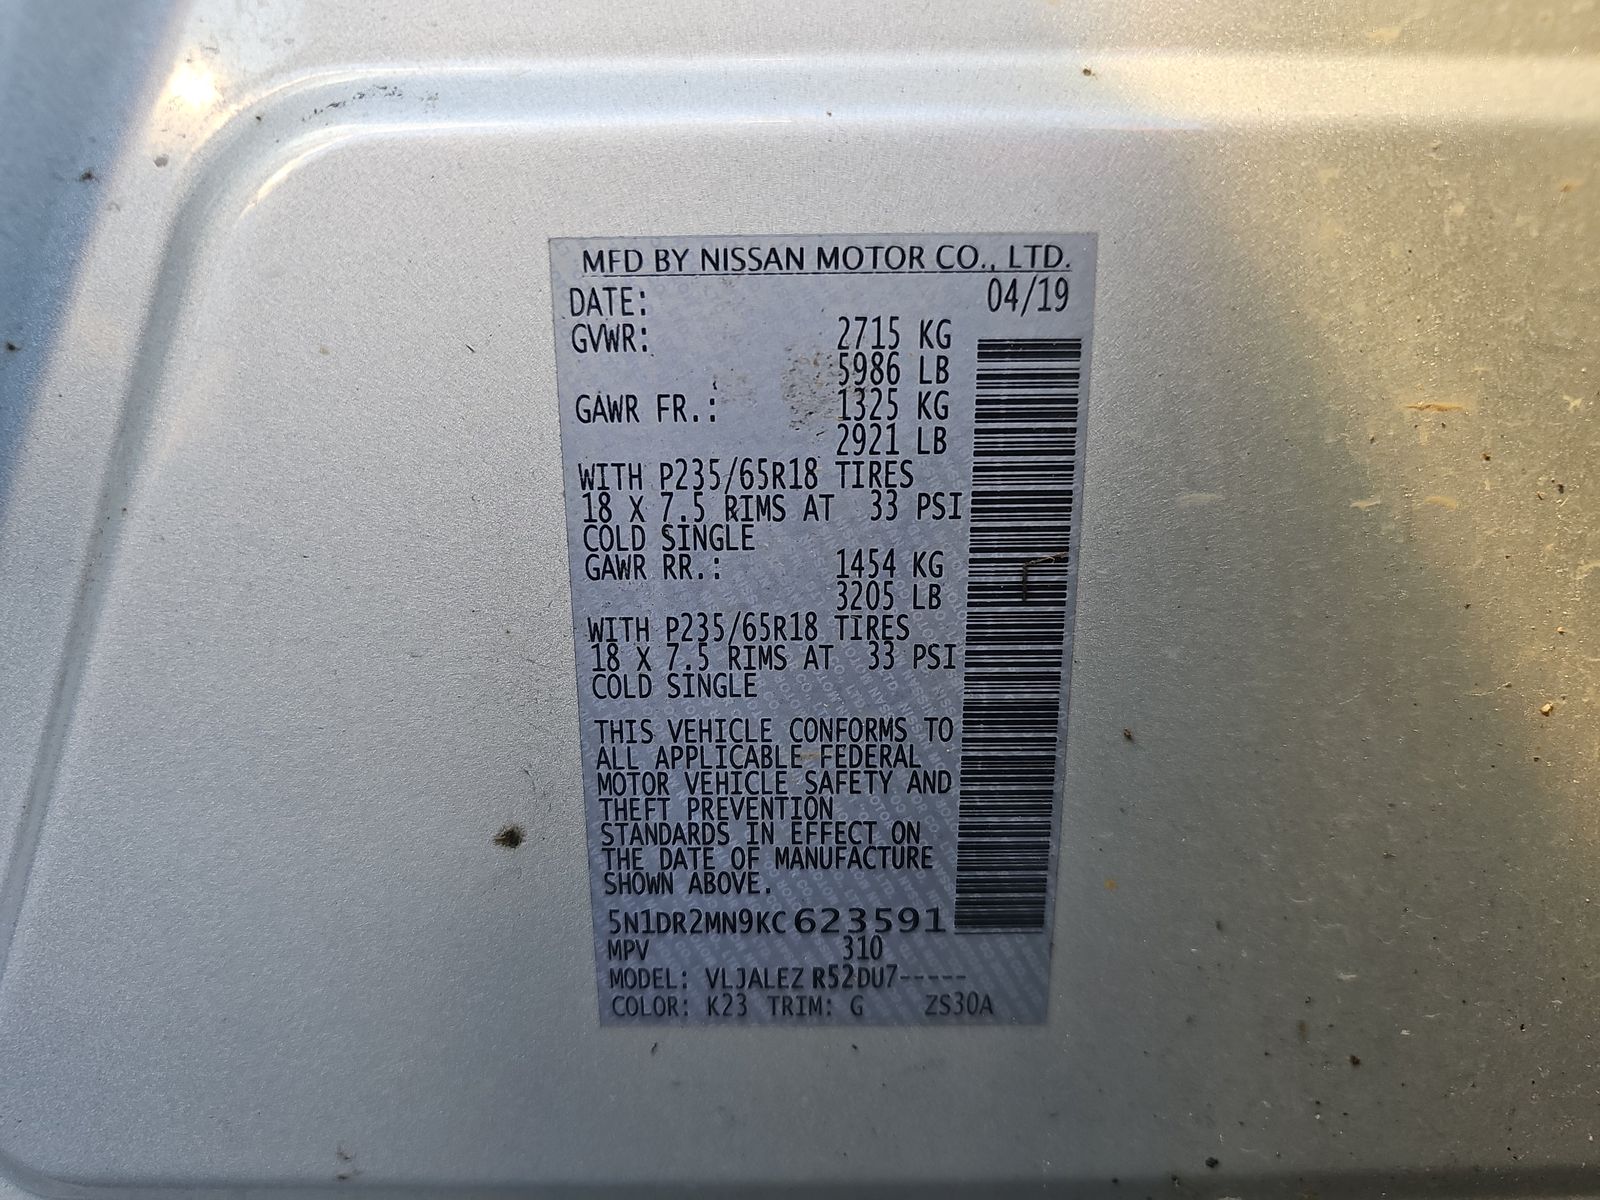 MFD BY NISSAN MOTOR CO., LTD.
DATE: 04/19
GVWR: 2715 KG
5986 LB
GAWR FR.: 1325 KG
2921 LB
WITH P235/65R18 TIRES
18 X 7.5 RIMS AT 33 PSI
COLD SINGLE
GAWR RR.: 1454 KG
3205 LB
WITH P235/65R18 TIRES
18 X 7.5 RIMS AT 33 PSI
COLD SINGLE
THIS VEHICLE CONFORMS TO
ALL APPLICABLE FEDERAL
MOTOR VEHICLE SAFETY AND
THEFT PREVENTION
STANDARDS IN EFFECT ON
THE DATE OF MANUFACTURE
SHOWN ABOVE.
5N1DR2MN9KC623591
MPV 310
MODEL: VLJALEZ R52DU7-----
COLOR: K23 TRIM: G ZS30A